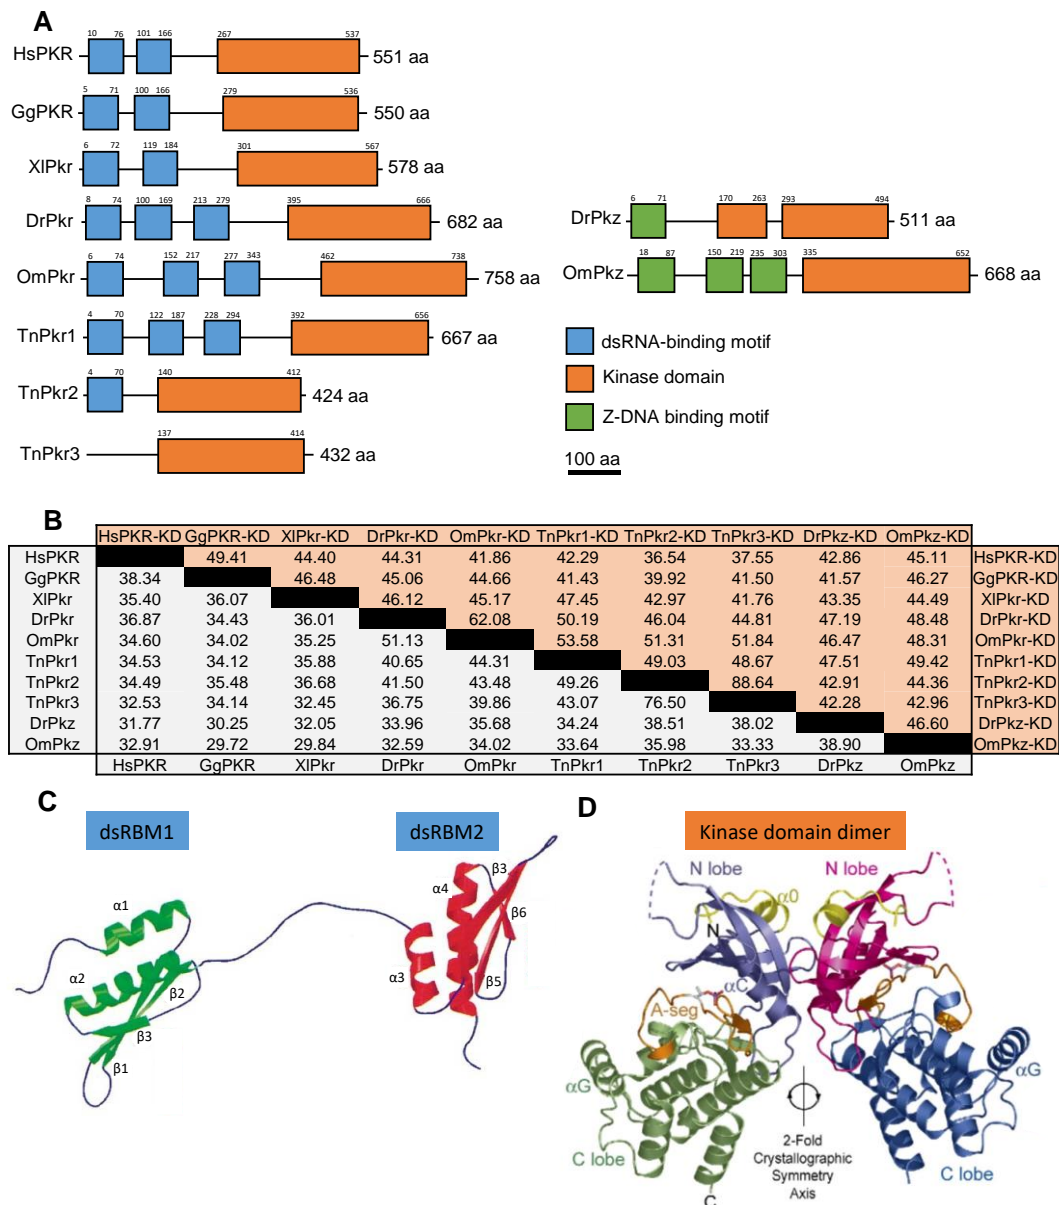 A
10 76 101 166 267 537
HsPKR 551 aa
5 71 100 166 279 536
GgPKR 550 aa
6 72 119 184 301 567
XlPkr 578 aa
8 74 100 169 213 279 395 666
DrPkr 682 aa
6 74 152 217 277 343 462 738
OmPkr 758 aa
4 70 122 187 228 294 392 656
TnPkr1 667 aa
4 70 140 412
TnPkr2 424 aa
137 414
TnPkr3 432 aa
6 71 170 263 293 494
DrPkz 511 aa
18 87 150 219 235 303 335 652
OmPkz 668 aa
dsRNA-binding motif
Kinase domain
Z-DNA binding motif
100 aa
B
HsPKR-KD GgPKR-KD XlPkr-KD DrPkr-KD OmPkr-KD TnPkr1-KD TnPkr2-KD TnPkr3-KD DrPkz-KD OmPkz-KD
HsPKR 49.41 44.40 44.31 41.86 42.29 36.54 37.55 42.86 45.11 HsPKR-KD
GgPKR 38.34 46.48 45.06 44.66 41.43 39.92 41.50 41.57 46.27 GgPKR-KD
XlPkr 35.40 36.07 46.12 45.17 47.45 42.97 41.76 43.35 44.49 XlPkr-KD
DrPkr 36.87 34.43 36.01 62.08 50.19 46.04 44.81 47.19 48.48 DrPkr-KD
OmPkr 34.60 34.02 35.25 51.13 53.58 51.31 51.84 46.47 48.31 OmPkr-KD
TnPkr1 34.53 34.12 35.88 40.65 44.31 49.03 48.67 47.51 49.42 TnPkr1-KD
TnPkr2 34.49 35.48 36.68 41.50 43.48 49.26 88.64 42.91 44.36 TnPkr2-KD
TnPkr3 32.53 34.14 32.45 36.75 39.86 43.07 76.50 42.28 42.96 TnPkr3-KD
DrPkz 31.77 30.25 32.05 33.96 35.68 34.24 38.51 38.02 46.60 DrPkz-KD
OmPkz 32.91 29.72 29.84 32.59 34.02 33.64 35.98 33.33 38.90 OmPkz-KD
HsPKR GgPKR XlPkr DrPkr OmPkr TnPkr1 TnPkr2 TnPkr3 DrPkz OmPkz
C
dsRBM1
dsRBM2
α1
α2
β2
β3
β1
α4
β3
β6
α3
β5
D
Kinase domain dimer
N lobe
N lobe
α0
N
αC
A-seg
αG
αG
2-Fold
Crystallographic
Symmetry
Axis
C lobe
C lobe
C